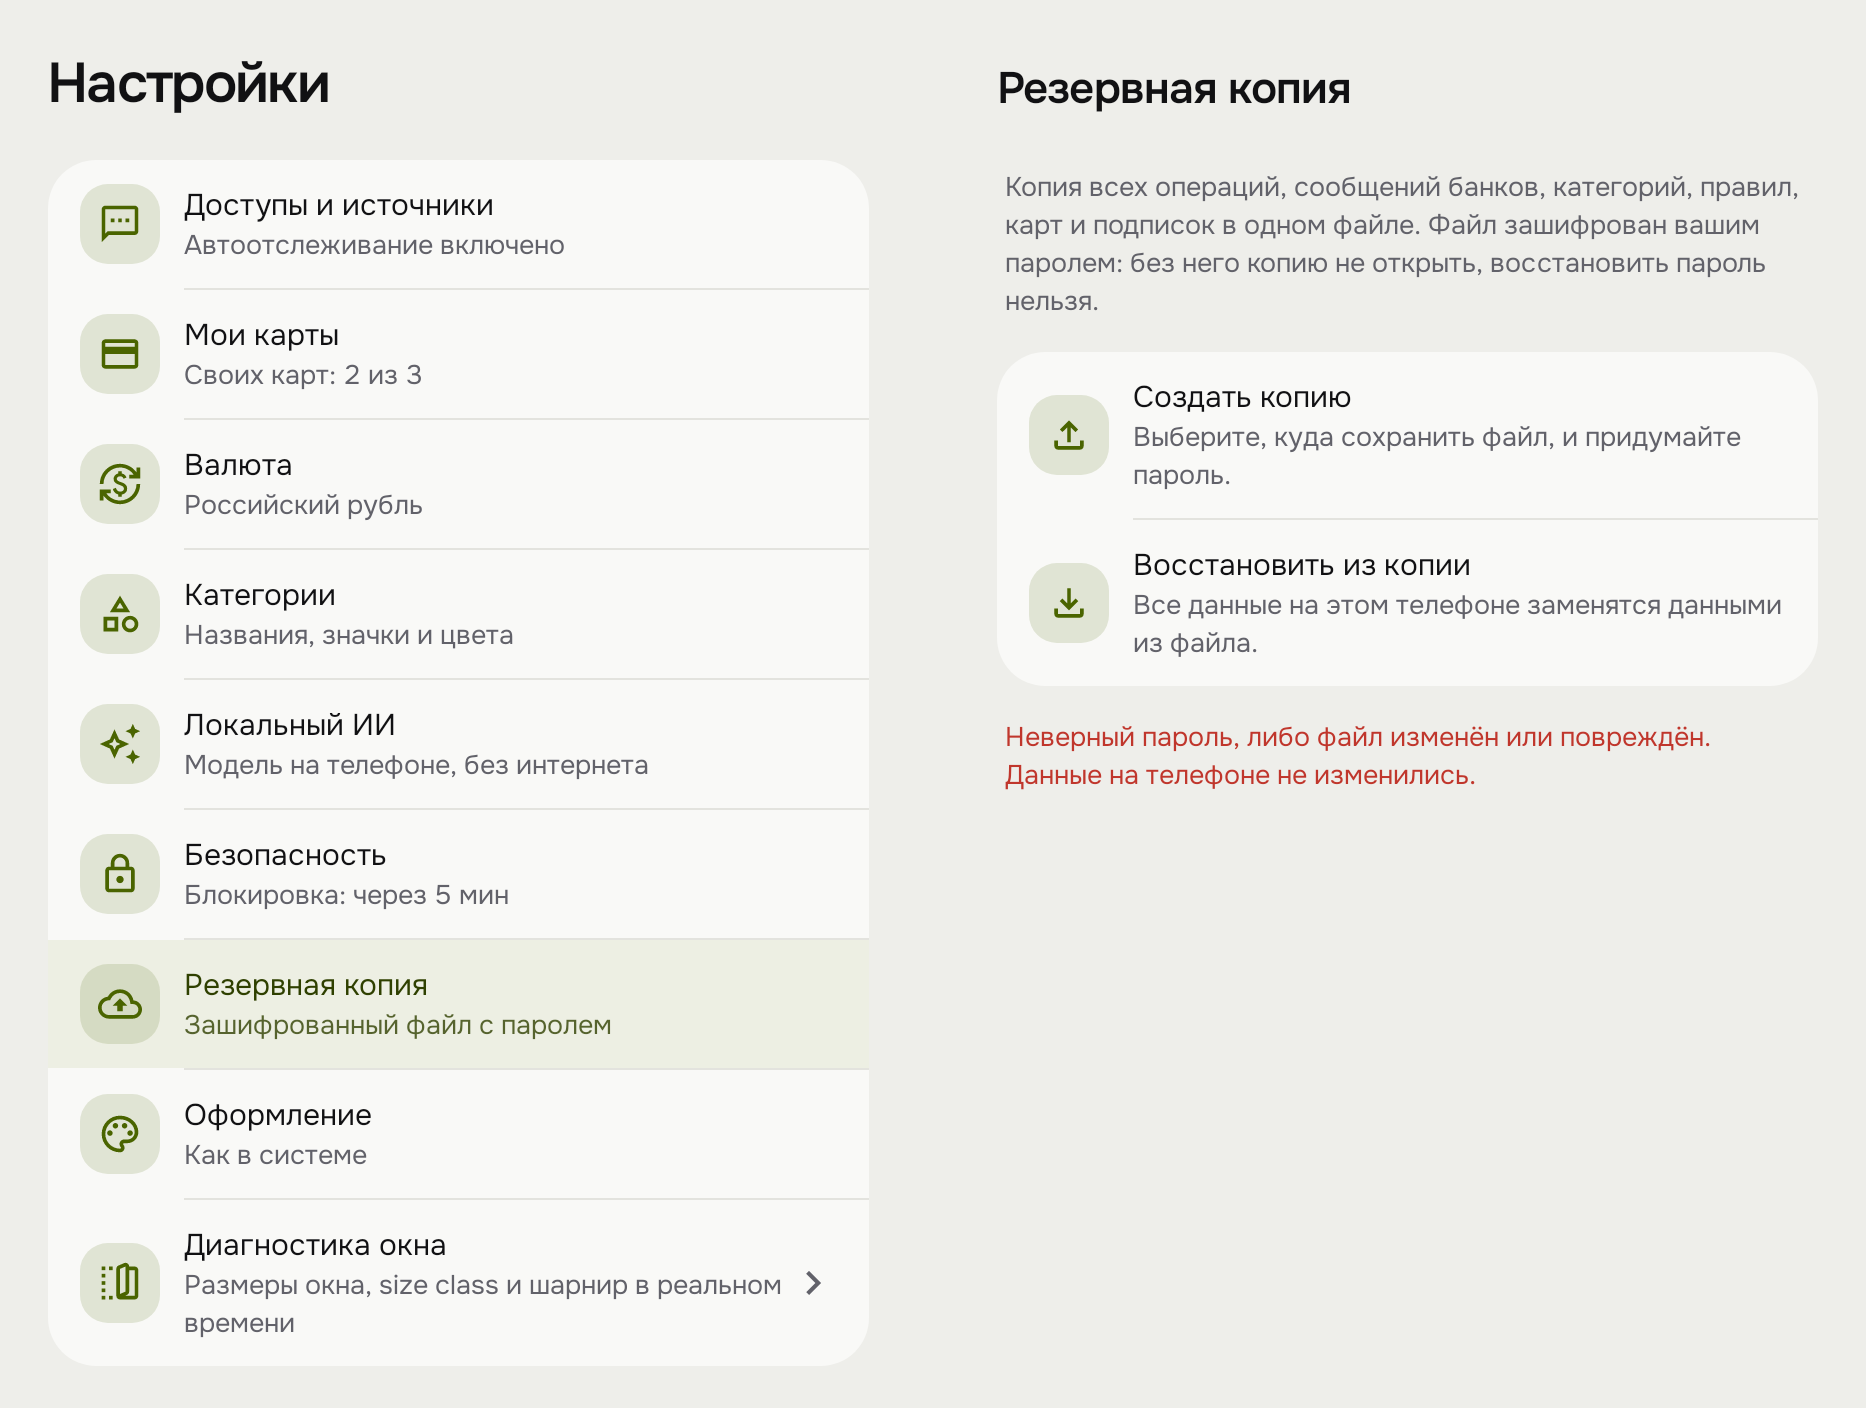 Настройки
Доступы и источники
Автоотслеживание включено
Мои карты
Своих карт: 2 из 3
Валюта
Российский рубль
Категории
Названия, значки и цвета
Локальный ИИ
Модель на телефоне, без интернета
Безопасность
Блокировка: через 5 мин
Резервная копия
Зашифрованный файл с паролем
Оформление
Как в системе
Диагностика окна
Размеры окна, size class и шарнир в реальном
времени
Резервная копия
Копия всех операций, сообщений банков, категорий, правил,
карт и подписок в одном файле. Файл зашифрован вашим
паролем: без него копию не открыть, восстановить пароль
нельзя.
Создать копию
Выберите, куда сохранить файл, и придумайте
пароль.
Восстановить из копии
Все данные на этом телефоне заменятся данными
из файла.
Неверный пароль, либо файл изменён или повреждён.
Данные на телефоне не изменились.